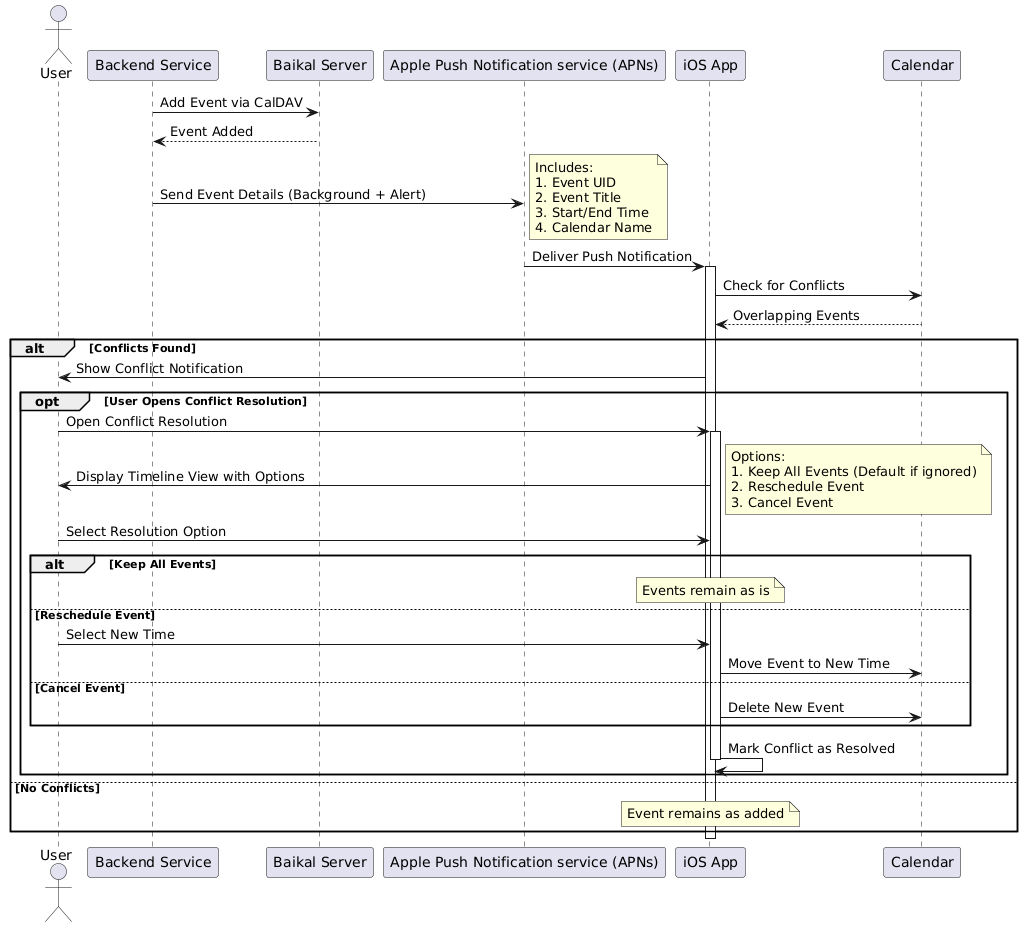 User
Backend Service
Baikal Server
Apple Push Notification service (APNs)
iOS App
Calendar
Add Event via CalDAV
Event Added
Includes:
1. Event UID
2. Event Title
3. Start/End Time
4. Calendar Name
Send Event Details (Background + Alert)
Deliver Push Notification
Check for Conflicts
Overlapping Events
alt
[Conflicts Found]
Show Conflict Notification
opt
[User Opens Conflict Resolution]
Open Conflict Resolution
Options:
1. Keep All Events (Default if ignored)
2. Reschedule Event
3. Cancel Event
Display Timeline View with Options
Select Resolution Option
alt
[Keep All Events]
Events remain as is
[Reschedule Event]
Select New Time
Move Event to New Time
[Cancel Event]
Delete New Event
Mark Conflict as Resolved
[No Conflicts]
Event remains as added
User
Backend Service
Baikal Server
Apple Push Notification service (APNs)
iOS App
Calendar